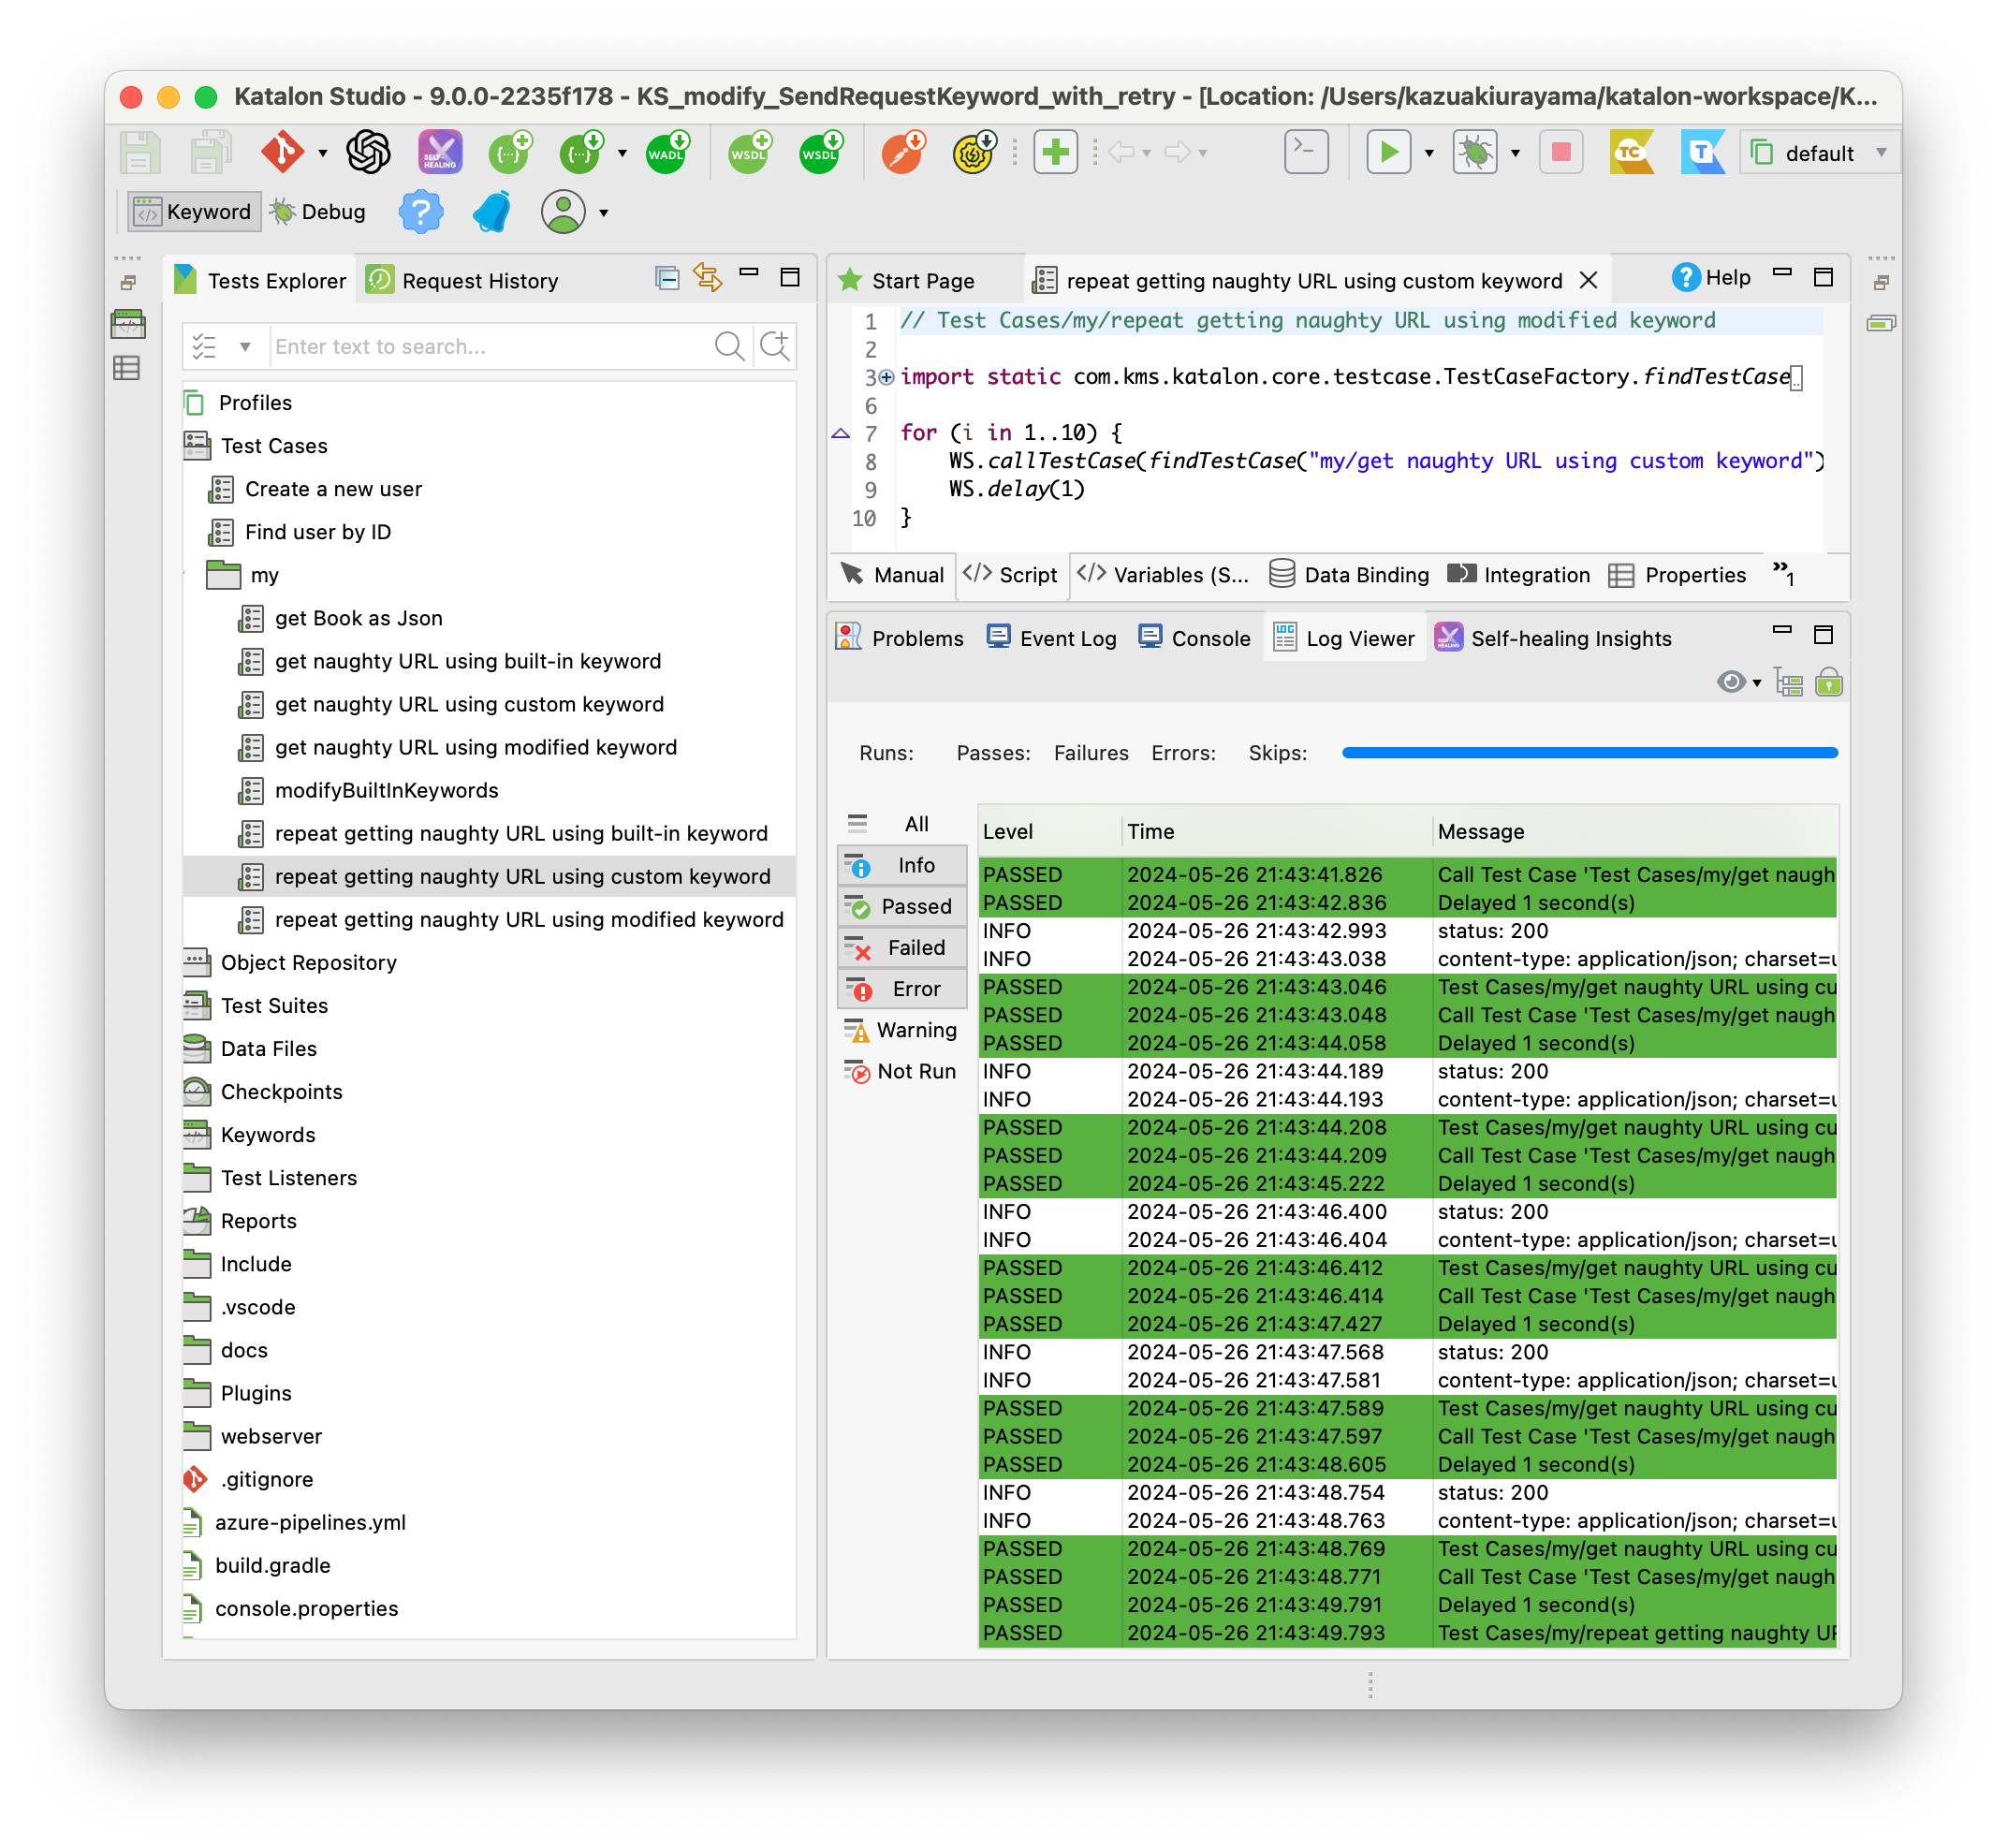 Katalon Studio - 9.0.0-2235f178 - KS_modify_SendRequestKeyword_with_retry - [Location: /Users/kazuakiurayama/katalon-workspace/K...
SELF-HEALING
WADL
WSDL
WSDL
TC
T
default
Keyword
Debug
?
Tests Explorer
Request History
Enter text to search...
Profiles
Test Cases
Create a new user
Find user by ID
my
get Book as Json
get naughty URL using built-in keyword
get naughty URL using custom keyword
get naughty URL using modified keyword
modifyBuiltInKeywords
repeat getting naughty URL using built-in keyword
repeat getting naughty URL using custom keyword
repeat getting naughty URL using modified keyword
Object Repository
Test Suites
Data Files
Checkpoints
Keywords
Test Listeners
Reports
Include
.vscode
docs
Plugins
webserver
.gitignore
azure-pipelines.yml
build.gradle
console.properties
Start Page
repeat getting naughty URL using custom keyword
Help
1 // Test Cases/my/repeat getting naughty URL using modified keyword
2
3 import static com.kms.katalon.core.testcase.TestCaseFactory.findTestCase
6
7 for (i in 1..10) {
8 WS.callTestCase(findTestCase("my/get naughty URL using custom keyword")
9 WS.delay(1)
10 }
Manual
Script
Variables (S...
Data Binding
Integration
Properties
»1
Problems
Event Log
Console
Log Viewer
Self-healing Insights
Runs: Passes: Failures Errors: Skips:
All
Info
Passed
Failed
Error
Warning
Not Run
Level Time Message
PASSED 2024-05-26 21:43:41.826 Call Test Case 'Test Cases/my/get naugh
PASSED 2024-05-26 21:43:42.836 Delayed 1 second(s)
INFO 2024-05-26 21:43:42.993 status: 200
INFO 2024-05-26 21:43:43.038 content-type: application/json; charset=u
PASSED 2024-05-26 21:43:43.046 Test Cases/my/get naughty URL using cu
PASSED 2024-05-26 21:43:43.048 Call Test Case 'Test Cases/my/get naugh
PASSED 2024-05-26 21:43:44.058 Delayed 1 second(s)
INFO 2024-05-26 21:43:44.189 status: 200
INFO 2024-05-26 21:43:44.193 content-type: application/json; charset=u
PASSED 2024-05-26 21:43:44.208 Test Cases/my/get naughty URL using cu
PASSED 2024-05-26 21:43:44.209 Call Test Case 'Test Cases/my/get naugh
PASSED 2024-05-26 21:43:45.222 Delayed 1 second(s)
INFO 2024-05-26 21:43:46.400 status: 200
INFO 2024-05-26 21:43:46.404 content-type: application/json; charset=u
PASSED 2024-05-26 21:43:46.412 Test Cases/my/get naughty URL using cu
PASSED 2024-05-26 21:43:46.414 Call Test Case 'Test Cases/my/get naugh
PASSED 2024-05-26 21:43:47.427 Delayed 1 second(s)
INFO 2024-05-26 21:43:47.568 status: 200
INFO 2024-05-26 21:43:47.581 content-type: application/json; charset=u
PASSED 2024-05-26 21:43:47.589 Test Cases/my/get naughty URL using cu
PASSED 2024-05-26 21:43:47.597 Call Test Case 'Test Cases/my/get naugh
PASSED 2024-05-26 21:43:48.605 Delayed 1 second(s)
INFO 2024-05-26 21:43:48.754 status: 200
INFO 2024-05-26 21:43:48.763 content-type: application/json; charset=u
PASSED 2024-05-26 21:43:48.769 Test Cases/my/get naughty URL using cu
PASSED 2024-05-26 21:43:48.771 Call Test Case 'Test Cases/my/get naugh
PASSED 2024-05-26 21:43:49.791 Delayed 1 second(s)
PASSED 2024-05-26 21:43:49.793 Test Cases/my/repeat getting naughty UR